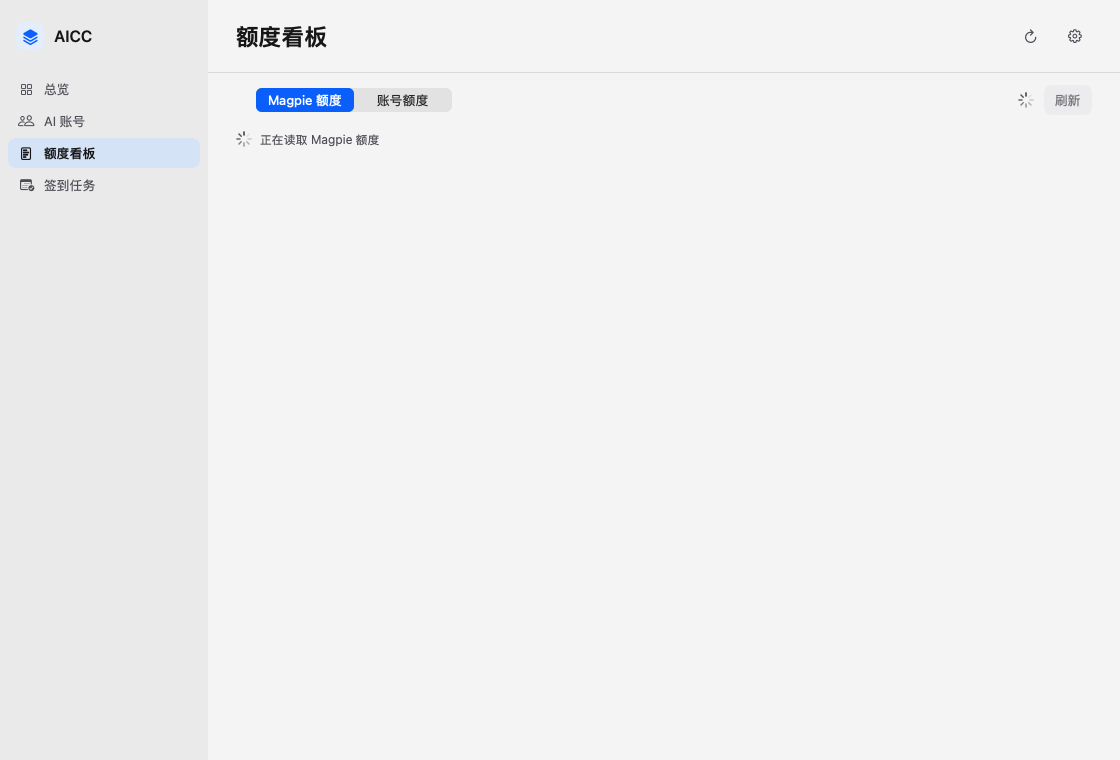 AICC
总览
AI 账号
额度看板
签到任务
额度看板
Magpie 额度
账号额度
刷新
正在读取 Magpie 额度